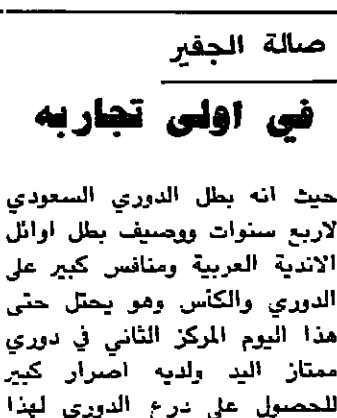 صالة الجفير
في اولى تجاربه
حيث انه بطل الدوري السعودي
لاربع سنوات ووصيف بطل اوائل
الاندية العربية ومنافس كبير على
الدوري والكأس وهو يحتل حتى
هذا اليوم المركز الثاني في دوري
ممتاز اليد ولديه اصرار كبير
للحصول على درع الدوري لهذا